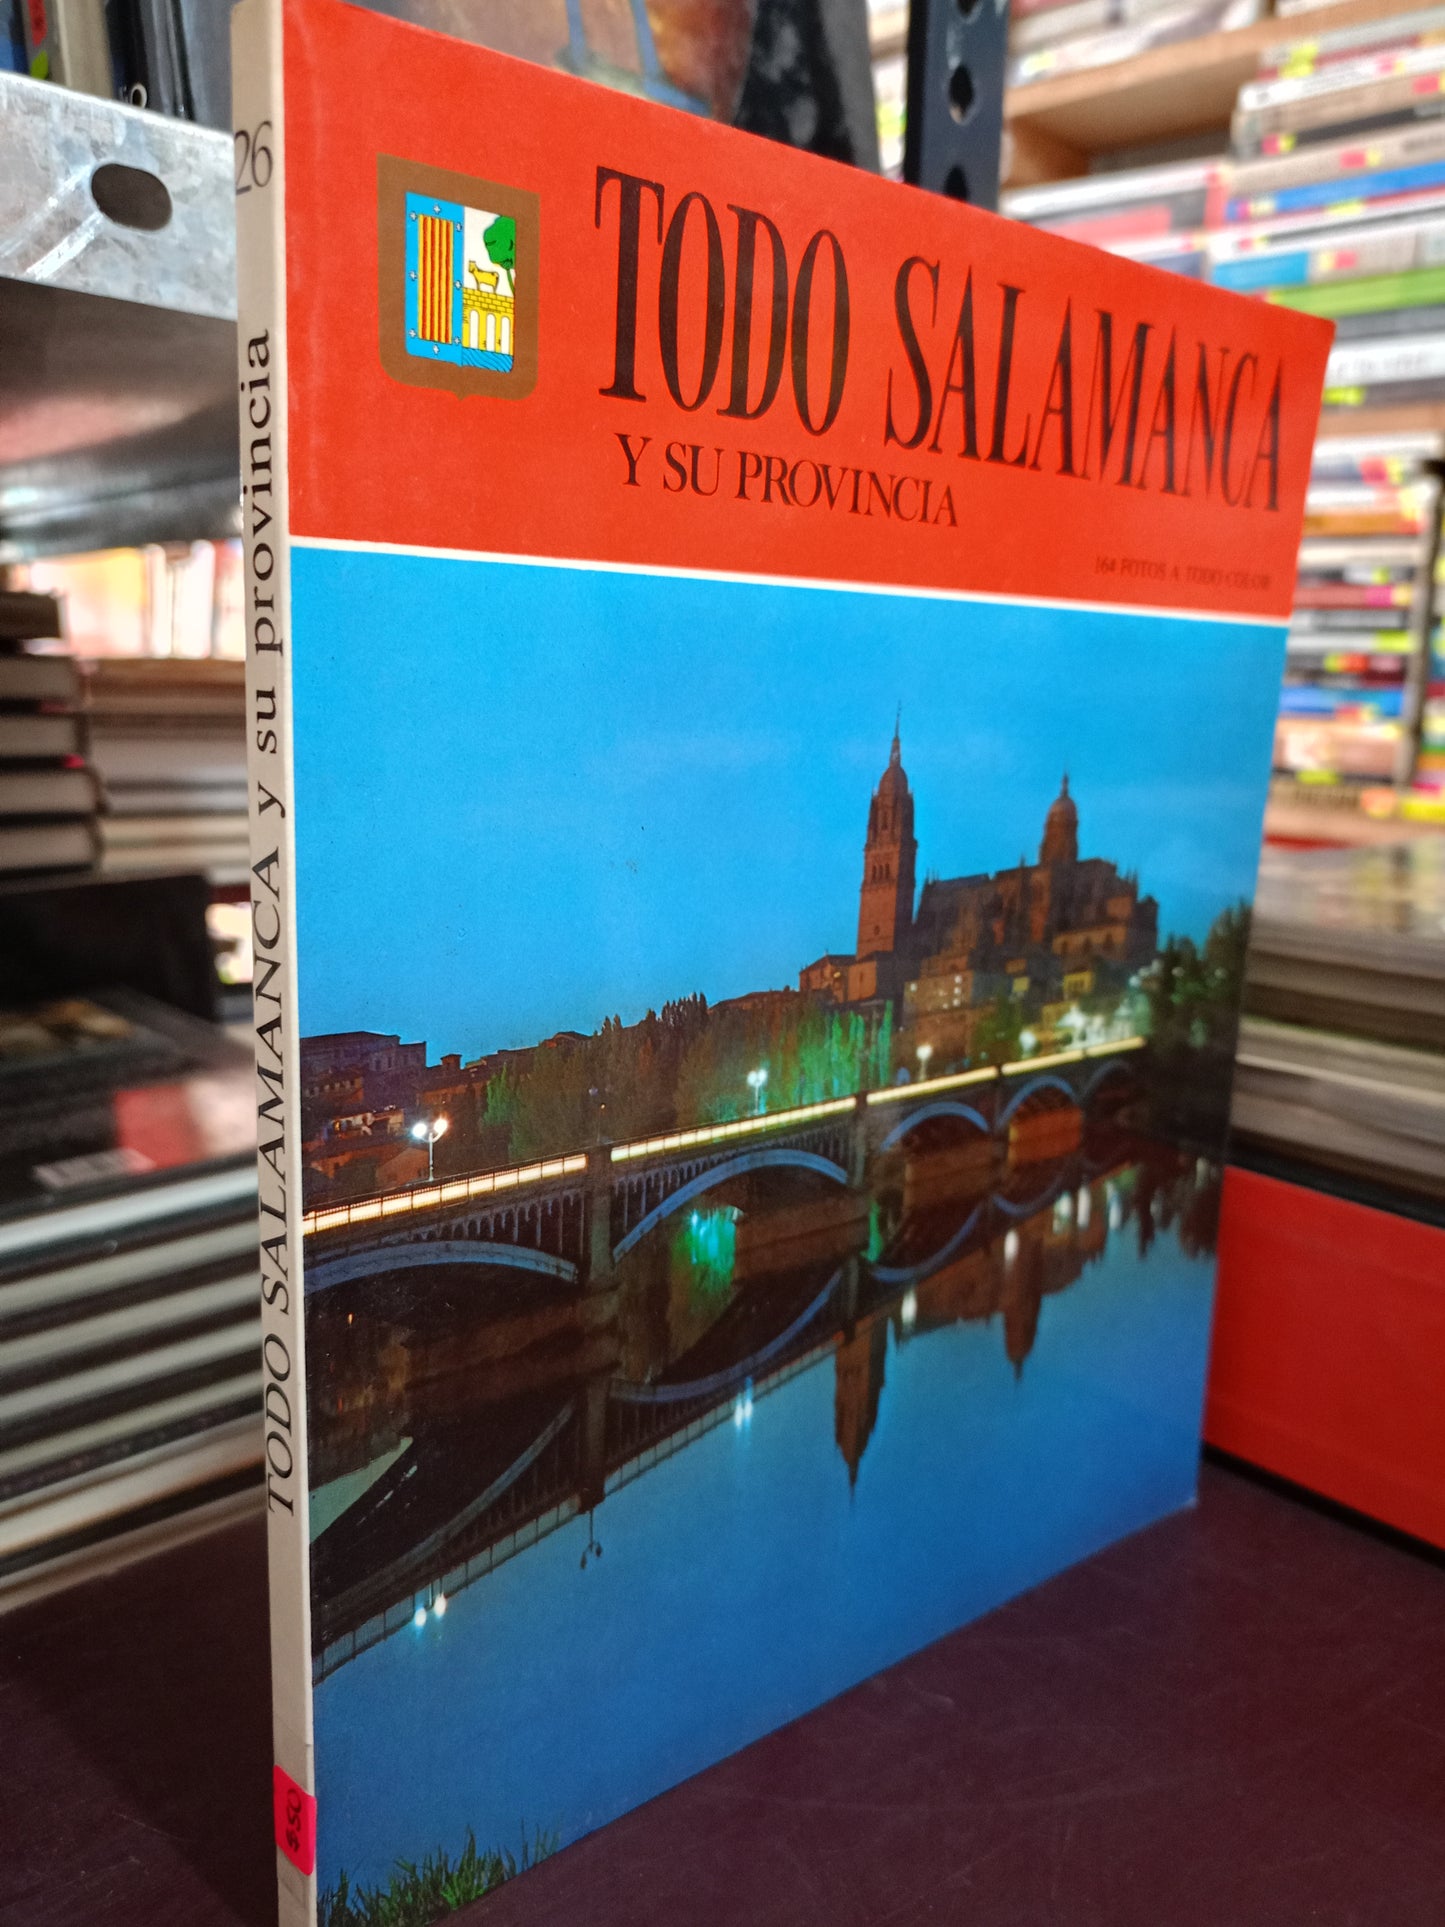 26
TODO SALAMANCA y su provincia
$50
TODO SALAMANCA
Y SU PROVINCIA
164 FOTOS A TODO COLOR